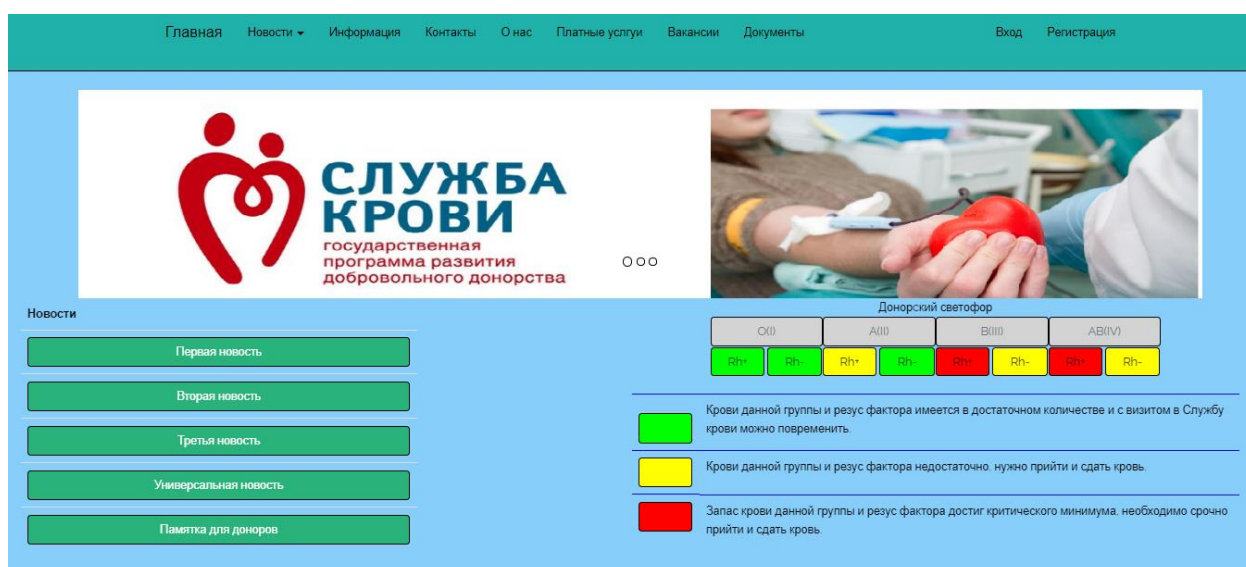 Главная Новости Информация Контакты О нас Платные услгуи Вакансии Документы Вход Регистрация
СЛУЖБА
КРОВИ
государственная
программа развития
добровольного донорства
Новости
Первая новость
Вторая новость
Третья новость
Универсальная новость
Памятка для доноров
Донорский светофор
O(I) A(II) B(III) AB(IV)
Rh+ Rh- Rh+ Rh- Rh+ Rh- Rh+ Rh-
Крови данной группы и резус фактора имеется в достаточном количестве и с визитом в Службу
крови можно повременить.
Крови данной группы и резус фактора недостаточно, нужно прийти и сдать кровь.
Запас крови данной группы и резус фактора достиг критического минимума, необходимо срочно
прийти и сдать кровь.